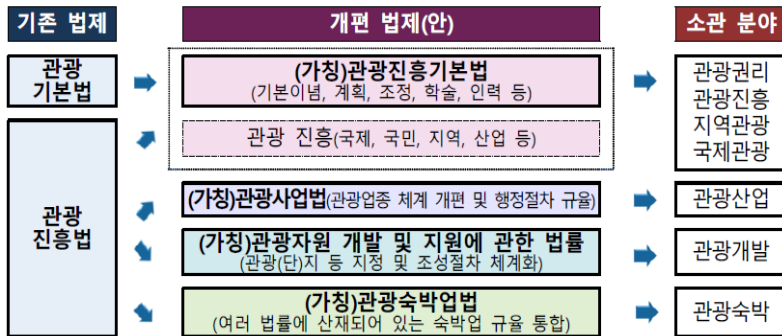 기존 법제
개편 법제(안)
소관 분야
관광
기본법
(가칭)관광진흥기본법
(기본이념, 계획, 조정, 학술, 인력 등)
관광 진흥(국제, 국민, 지역, 산업 등)
관광권리
관광진흥
지역관광
국제관광
관광
진흥법
(가칭)관광사업법(관광업종 체계 개편 및 행정절차 규율)
관광산업
(가칭)관광자원 개발 및 지원에 관한 법률
(관광(단)지 등 지정 및 조성절차 체계화)
관광개발
(가칭)관광숙박업법
(여러 법률에 산재되어 있는 숙박업 규율 통합)
관광숙박